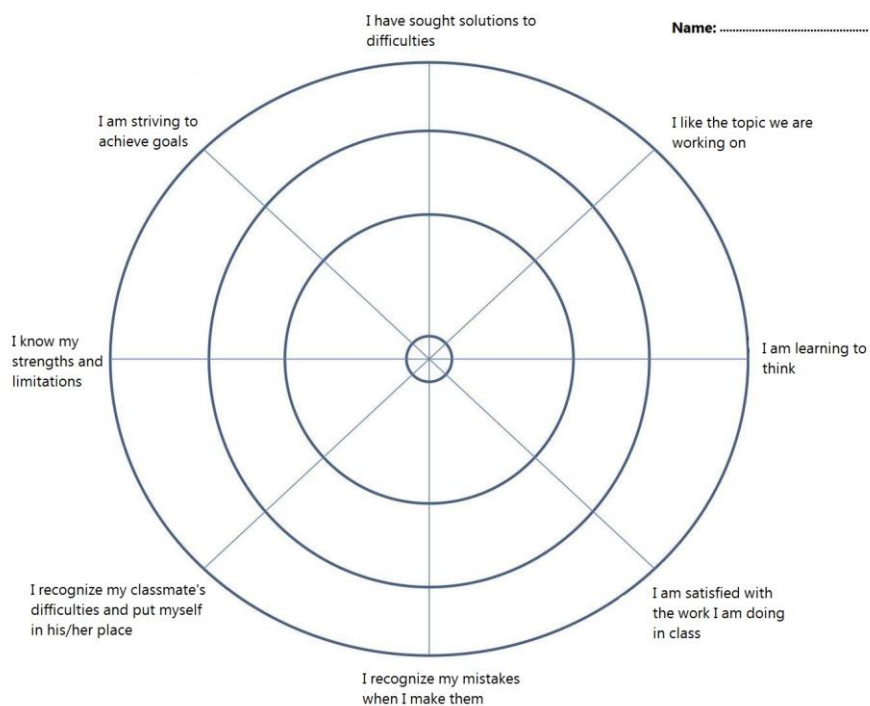 I have sought solutions to
difficulties
Name: ................................................
I am striving to
achieve goals
I like the topic we are
working on
I know my
strengths and
limitations
I am learning to
think
I recognize my classmate's
difficulties and put myself
in his/her place
I am satisfied with
the work I am doing
in class
I recognize my mistakes
when I make them